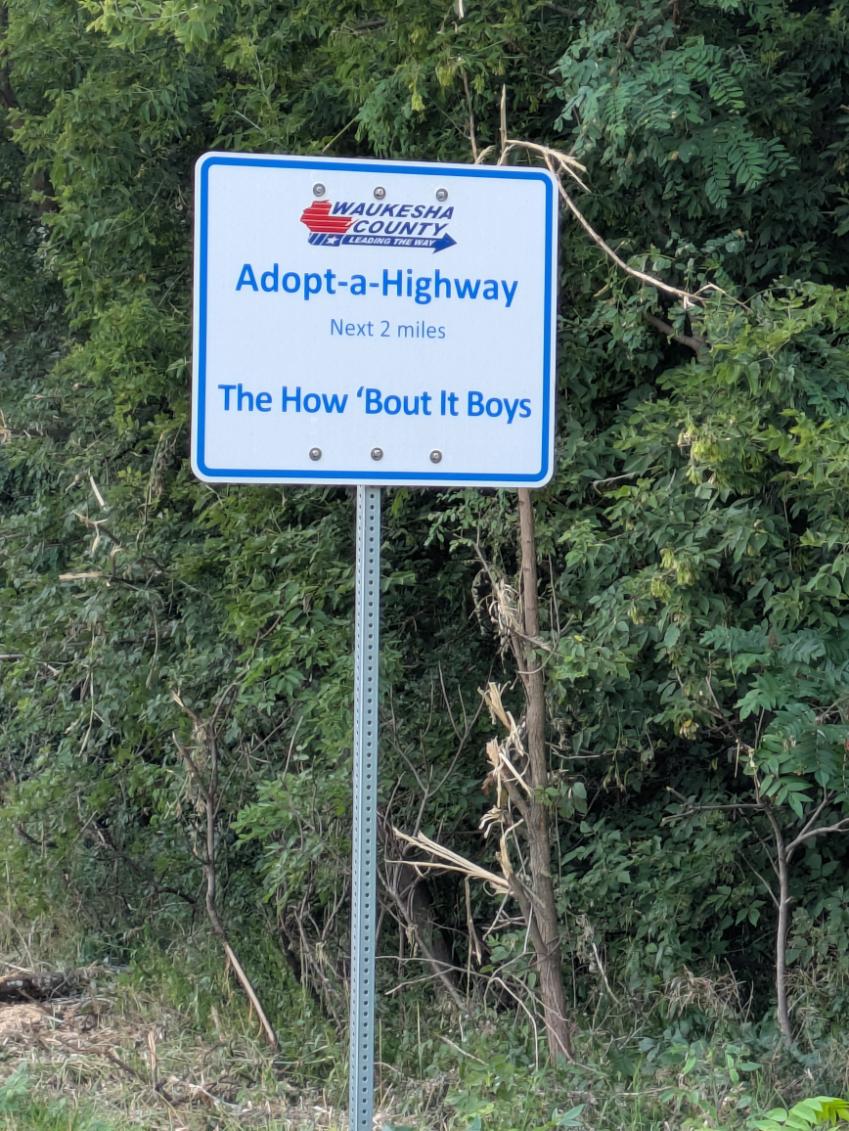 WAUKESHA
COUNTY
LEADING THE WAY
Adopt-a-Highway
Next 2 miles
The How ‘Bout It Boys